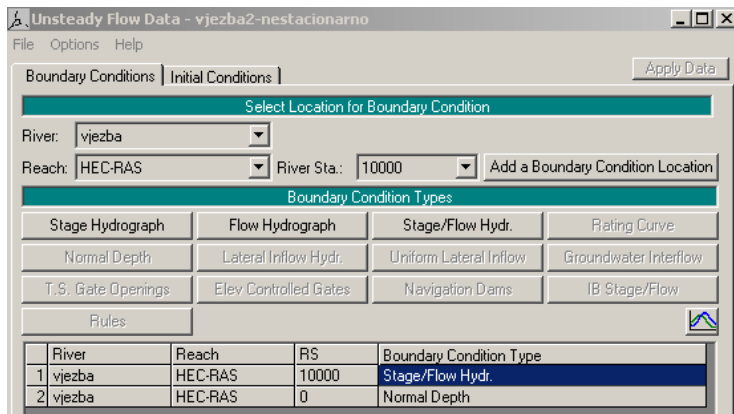 Unsteady Flow Data - vjezba2-nestacionarno
File Options Help
Boundary Conditions Initial Conditions Apply Data
Select Location for Boundary Condition
River: vjezba
Reach: HEC-RAS River Sta.: 10000 Add a Boundary Condition Location
Boundary Condition Types
Stage Hydrograph Flow Hydrograph Stage/Flow Hydr. Rating Curve
Normal Depth Lateral Inflow Hydr. Uniform Lateral Inflow Groundwater Interflow
T.S. Gate Openings Elev Controlled Gates Navigation Dams IB Stage/Flow
Rules
River Reach RS Boundary Condition Type
1 vjezba HEC-RAS 10000 Stage/Flow Hydr.
2 vjezba HEC-RAS 0 Normal Depth